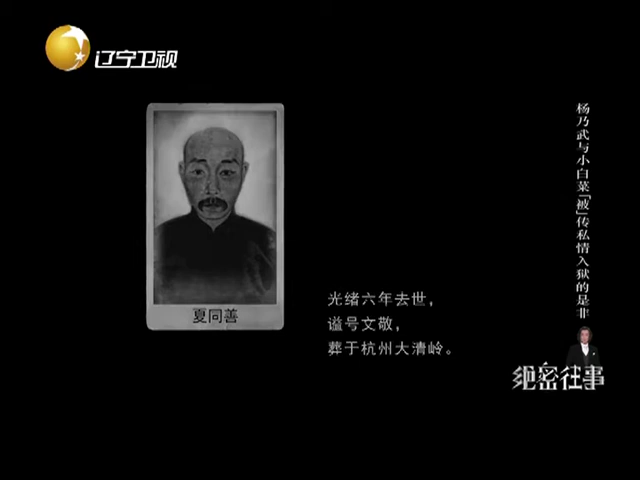 辽宁卫视
杨乃武与小白菜「被」传私情入狱的是非
夏同善
光绪六年去世，
谥号文敬，
葬于杭州大清岭。
绝密往事